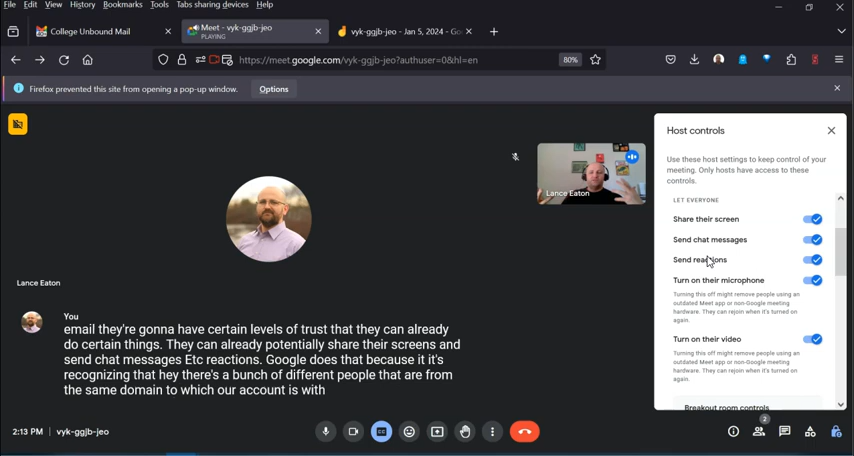 File Edit View History Bookmarks Tools Tabs sharing devices Help
College Unbound Mail
Meet - vyk-ggjb-jeo
PLAYING
vyk-ggjb-jeo - Jan 5, 2024 - Go
https://meet.google.com/vyk-ggjb-jeo?authuser=0&hl=en
80%
Firefox prevented this site from opening a pop-up window.
Options
Lance Eaton
Lance Eaton
You
email they're gonna have certain levels of trust that they can already
do certain things. They can already potentially share their screens and
send chat messages Etc reactions. Google does that because it it's
recognizing that hey there's a bunch of different people that are from
the same domain to which our account is with
Host controls
Use these host settings to keep control of your
meeting. Only hosts have access to these
controls.
LET EVERYONE
Share their screen
Send chat messages
Send reactions
Turn on their microphone
Turning this off might remove people using an
outdated Meet app or non-Google meeting
hardware. They can rejoin when it's turned on
again.
Turn on their video
Turning this off might remove people using an
outdated Meet app or non-Google meeting
hardware. They can rejoin when it's turned on
again.
Breakout room controls
2:13 PM | vyk-ggjb-jeo
2